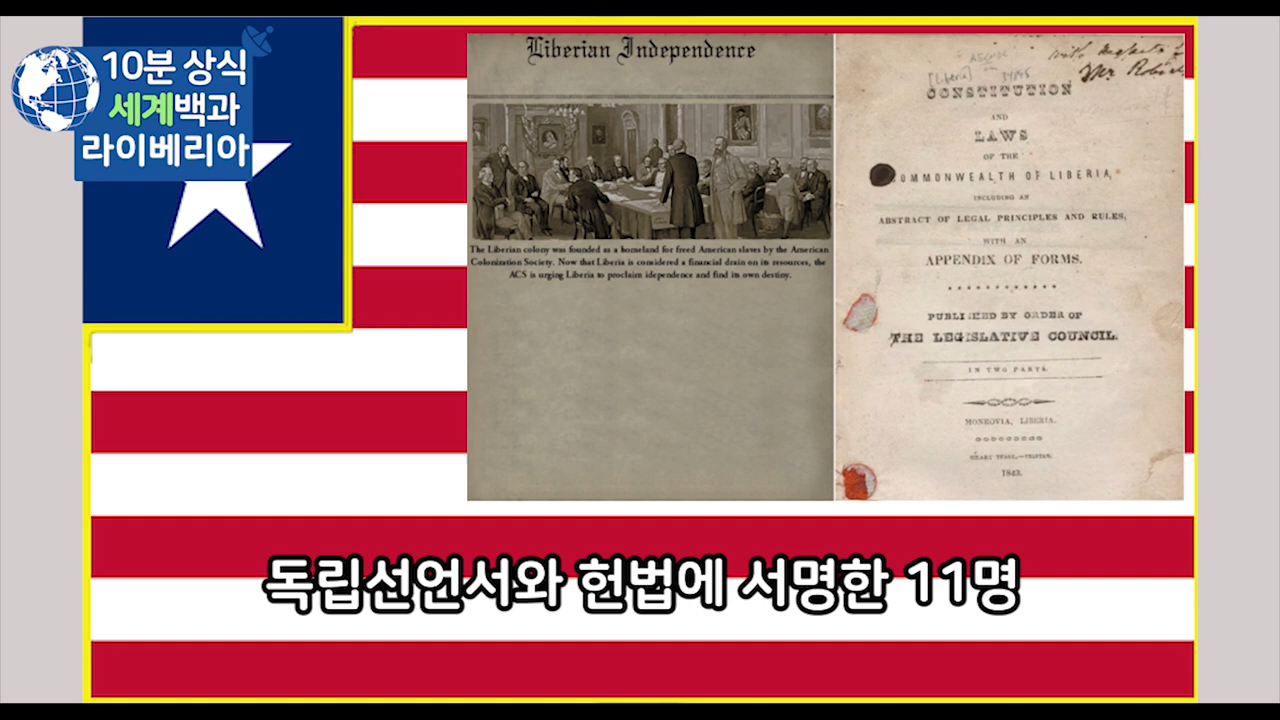 10분 상식
세계백과
라이베리아
Liberian Independence
The Liberian colony was founded as a homeland for freed American slaves by the American
Colonization Society. Now that Liberia is considered a financial drain on its resources, the
ACS is urging Liberia to proclaim idependence and find its own destiny.
with
Mr
[Liberia]
CONSTITUTION
AND
LAWS
OF THE
OMMONWEALTH OF LIBERIA,
INCLUDING AN
ABSTRACT OF LEGAL PRINCIPLES AND RULES,
WITH AN
APPENDIX OF FORMS.
PUBLISHED BY ORDER OF
THE LEGISLATIVE COUNCIL.
IN TWO PARTS.
MONROVIA, LIBERIA.
1843.
독립선언서와 헌법에 서명한 11명